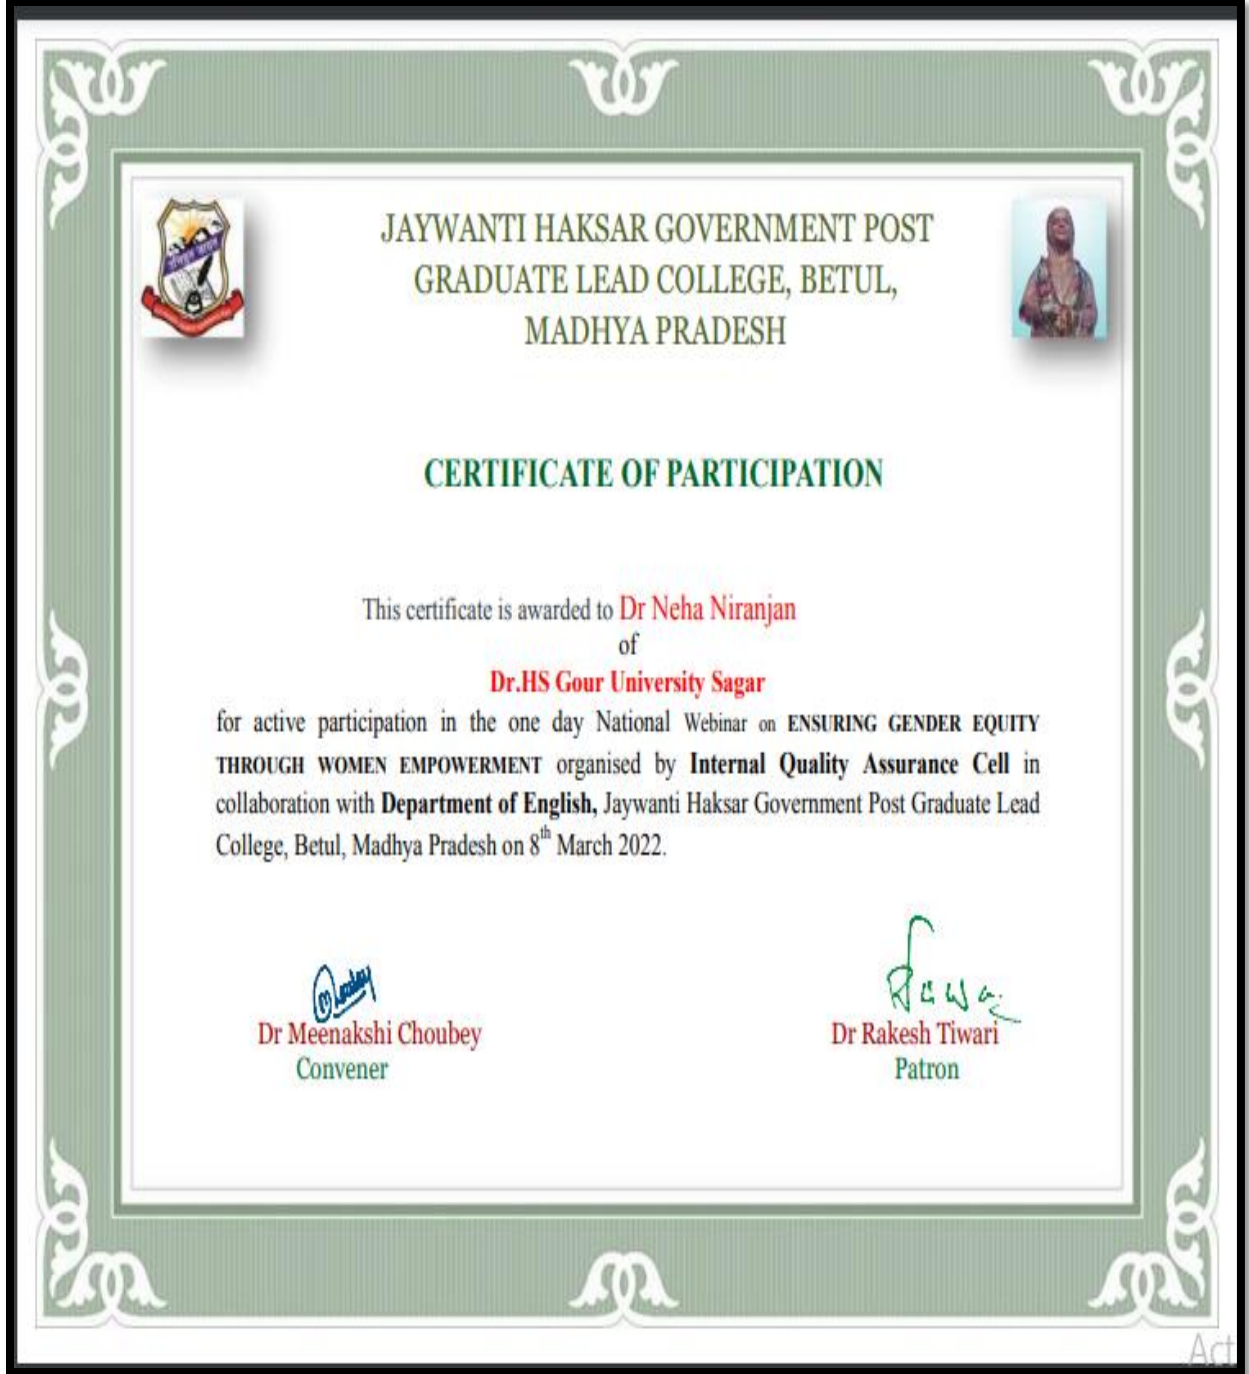 JAYWANTI HAKSAR GOVERNMENT POST
GRADUATE LEAD COLLEGE, BETUL,
MADHYA PRADESH
CERTIFICATE OF PARTICIPATION
This certificate is awarded to Dr Neha Niranjan
of
Dr.HS Gour University Sagar
for active participation in the one day National Webinar on ENSURING GENDER EQUITY
THROUGH WOMEN EMPOWERMENT organised by Internal Quality Assurance Cell in
collaboration with Department of English, Jaywanti Haksar Government Post Graduate Lead
College, Betul, Madhya Pradesh on 8th March 2022.
Dr Meenakshi Choubey
Dr Rakesh Tiwari
Convener
Patron
Act